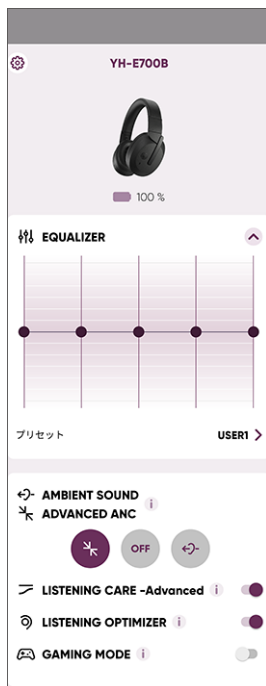 YH-E700B
100 %
EQUALIZER
プリセット USER1
AMBIENT SOUND
ADVANCED ANC
i
OFF
LISTENING CARE -Advanced i
LISTENING OPTIMIZER i
GAMING MODE i